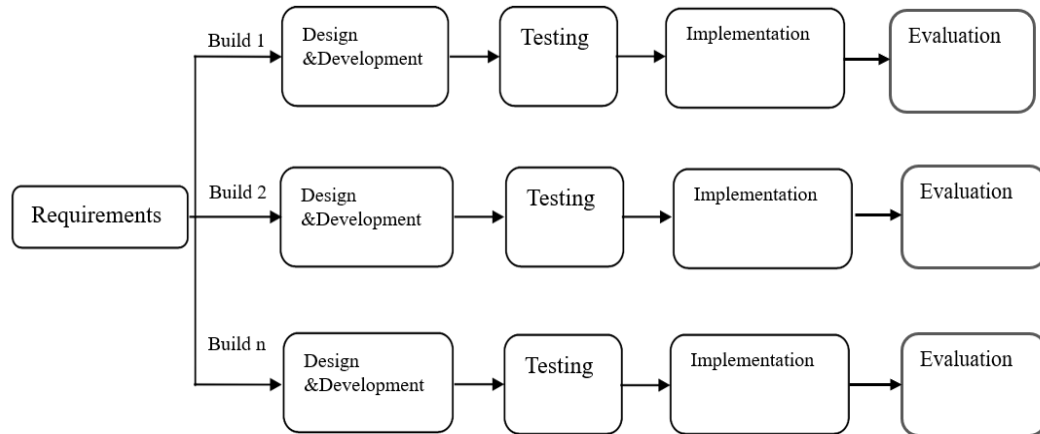 Build 1
Design
&Development
Testing
Implementation
Evaluation
Requirements
Build 2
Design
&Development
Testing
Implementation
Evaluation
Build n
Design
&Development
Testing
Implementation
Evaluation